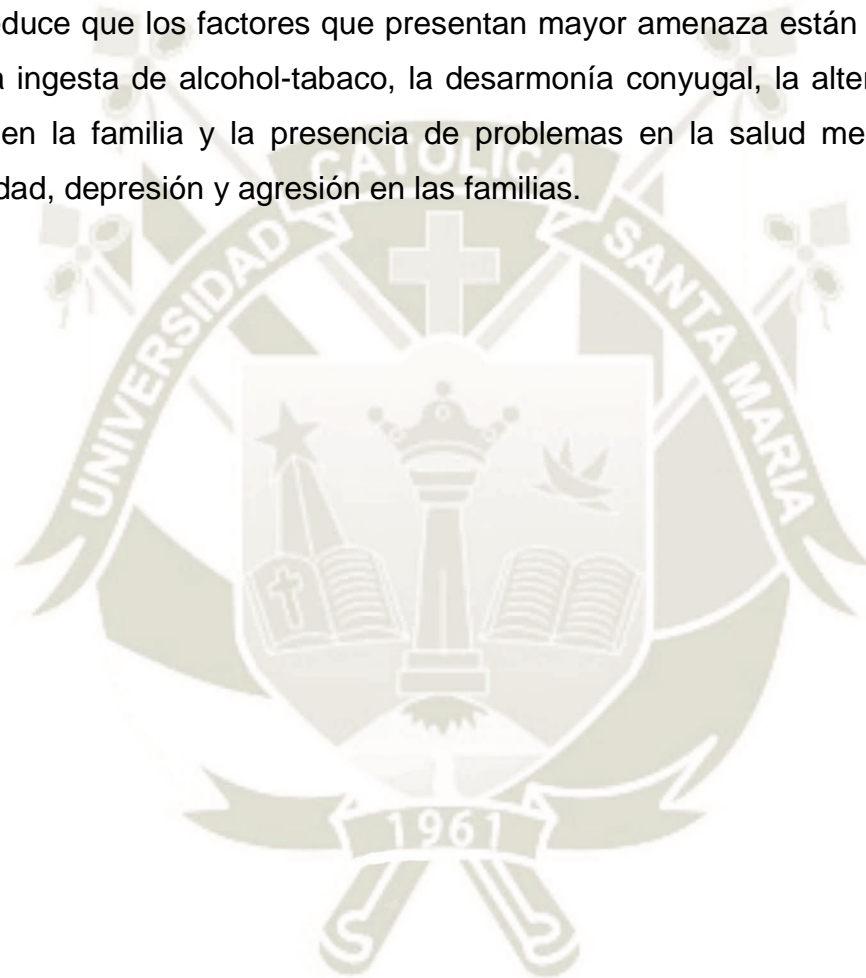 educe que los factores que presentan mayor amenaza están
a ingesta de alcohol-tabaco, la desarmonía conyugal, la alter
en la familia y la presencia de problemas en la salud me
dad, depresión y agresión en las familias.
UNIVERSIDAD CATOLICA SANTA MARIA
1961